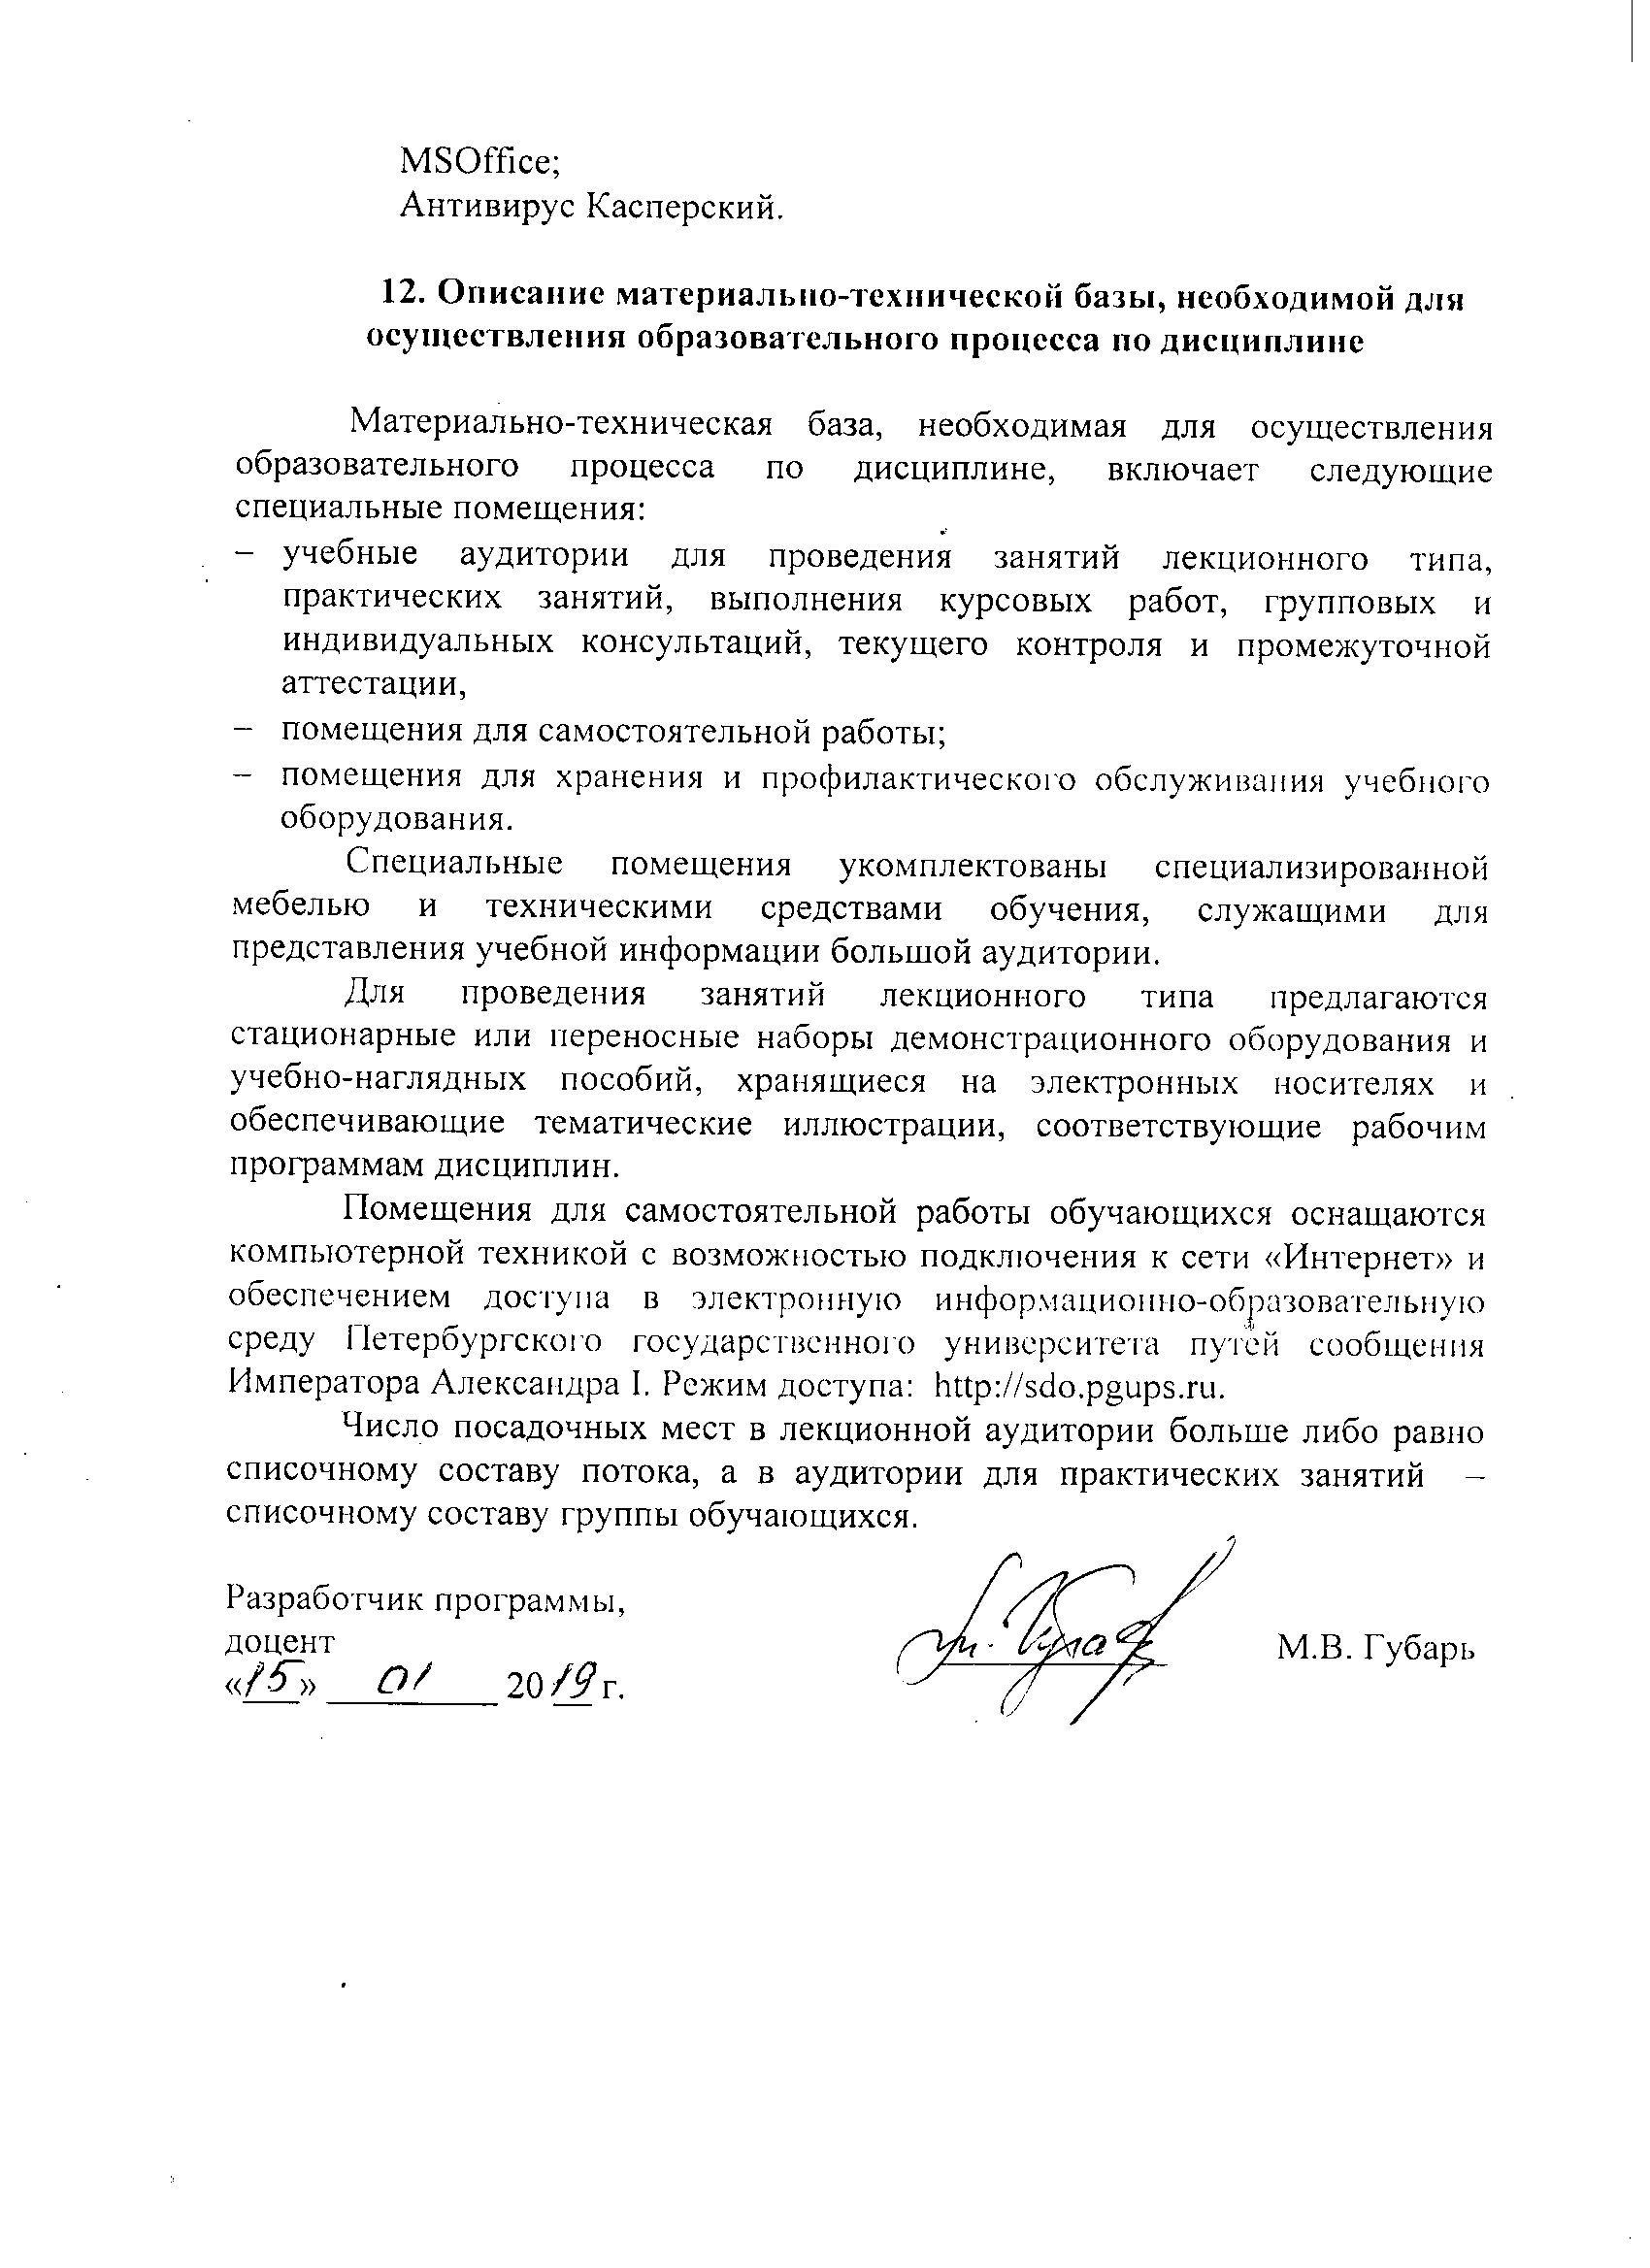 MSOffice;
Антивирус Касперский.
12. Описание материально-технической базы, необходимой для
осуществления образовательного процесса по дисциплине
Материально-техническая база, необходимая для осуществления
образовательного процесса по дисциплине, включает следующие
специальные помещения:
– учебные аудитории для проведения занятий лекционного типа,
практических занятий, выполнения курсовых работ, групповых и
индивидуальных консультаций, текущего контроля и промежуточной
аттестации,
– помещения для самостоятельной работы;
– помещения для хранения и профилактического обслуживания учебного
оборудования.
Специальные помещения укомплектованы специализированной
мебелью и техническими средствами обучения, служащими для
представления учебной информации большой аудитории.
Для проведения занятий лекционного типа предлагаются
стационарные или переносные наборы демонстрационного оборудования и
учебно-наглядных пособий, хранящиеся на электронных носителях и
обеспечивающие тематические иллюстрации, соответствующие рабочим
программам дисциплин.
Помещения для самостоятельной работы обучающихся оснащаются
компьютерной техникой с возможностью подключения к сети «Интернет» и
обеспечением доступа в электронную информационно-образовательную
среду Петербургского государственного университета путей сообщения
Императора Александра I. Режим доступа: http://sdo.pgups.ru.
Число посадочных мест в лекционной аудитории больше либо равно
списочному составу потока, а в аудитории для практических занятий –
списочному составу группы обучающихся.
Разработчик программы,
доцент
М.В. Губарь
«15» 01 2019 г.